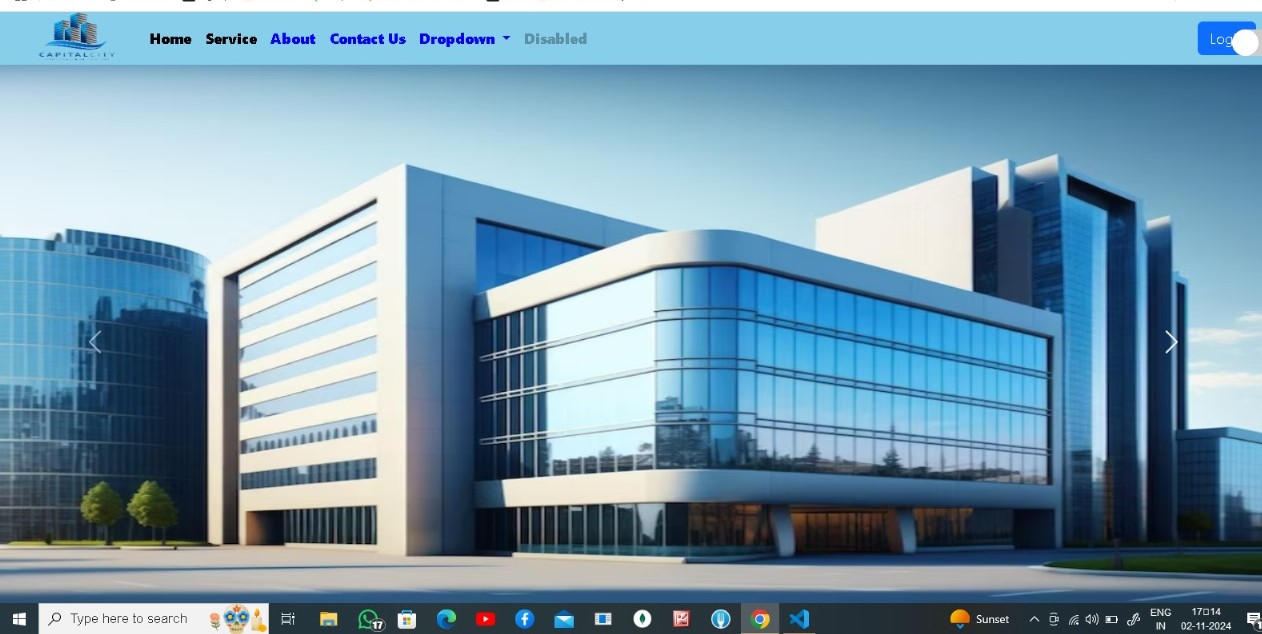 Home Service About Contact Us Dropdown Disabled
CAPITALCITY
Type here to search
17
Sunset
ENG
IN
17:14
02-11-2024